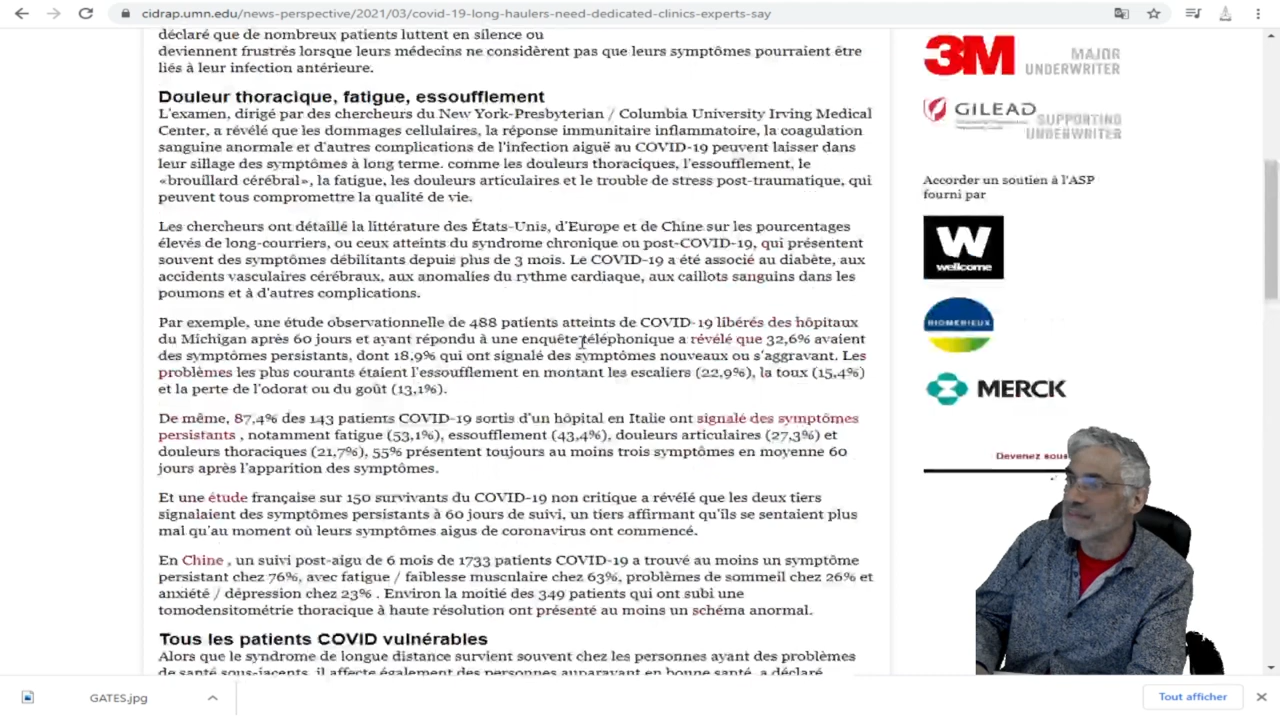 cidrap.umn.edu/news-perspective/2021/03/covid-19-long-haulers-need-dedicated-clinics-experts-say
déclaré que de nombreux patients luttent en silence ou
deviennent frustrés lorsque leurs médecins ne considèrent pas que leurs symptômes pourraient être
liés à leur infection antérieure.
Douleur thoracique, fatigue, essoufflement
L'examen, dirigé par des chercheurs du New York-Presbyterian / Columbia University Irving Medical
Center, a révélé que les dommages cellulaires, la réponse immunitaire inflammatoire, la coagulation
sanguine anormale et d'autres complications de l'infection aiguë au COVID-19 peuvent laisser dans
leur sillage des symptômes à long terme. comme les douleurs thoraciques, l'essoufflement, le
«brouillard cérébral», la fatigue, les douleurs articulaires et le trouble de stress post-traumatique, qui
peuvent tous compromettre la qualité de vie.
Les chercheurs ont détaillé la littérature des États-Unis, d'Europe et de Chine sur les pourcentages
élevés de long-courriers, ou ceux atteints du syndrome chronique ou post-COVID-19, qui présentent
souvent des symptômes débilitants depuis plus de 3 mois. Le COVID-19 a été associé au diabète, aux
accidents vasculaires cérébraux, aux anomalies du rythme cardiaque, aux caillots sanguins dans les
poumons et à d'autres complications.
Par exemple, une étude observationnelle de 488 patients atteints de COVID-19 libérés des hôpitaux
du Michigan après 60 jours et ayant répondu à une enquête téléphonique a révélé que 32,6% avaient
des symptômes persistants, dont 18,9% qui ont signalé des symptômes nouveaux ou s'aggravant. Les
problèmes les plus courants étaient l'essoufflement en montant les escaliers (22,9%), la toux (15,4%)
et la perte de l'odorat ou du goût (13,1%).
De même, 87,4% des 143 patients COVID-19 sortis d'un hôpital en Italie ont signalé des symptômes
persistants , notamment fatigue (53,1%), essoufflement (43,4%), douleurs articulaires (27,3%) et
douleurs thoraciques (21,7%), 55% présentent toujours au moins trois symptômes en moyenne 60
jours après l'apparition des symptômes.
Et une étude française sur 150 survivants du COVID-19 non critique a révélé que les deux tiers
signalaient des symptômes persistants à 60 jours de suivi, un tiers affirmant qu'ils se sentaient plus
mal qu'au moment où leurs symptômes aigus de coronavirus ont commencé.
En Chine , un suivi post-aigu de 6 mois de 1733 patients COVID-19 a trouvé au moins un symptôme
persistant chez 76%, avec fatigue / faiblesse musculaire chez 63%, problèmes de sommeil chez 26% et
anxiété / dépression chez 23% . Environ la moitié des 349 patients qui ont subi une
tomodensitométrie thoracique à haute résolution ont présenté au moins un schéma anormal.
Tous les patients COVID vulnérables
Alors que le syndrome de longue distance survient souvent chez les personnes ayant des problèmes
de santé sous-jacents, il affecte également des personnes auparavant en bonne santé, a déclaré
3M MAJOR
UNDERWRITER
GILEAD SUPPORTING
UNDERWRITER
Accorder un soutien à l'ASP
fourni par
W
wellcome
BIOMERIEUX
MERCK
Devenez sous
GATES.jpg
Tout afficher